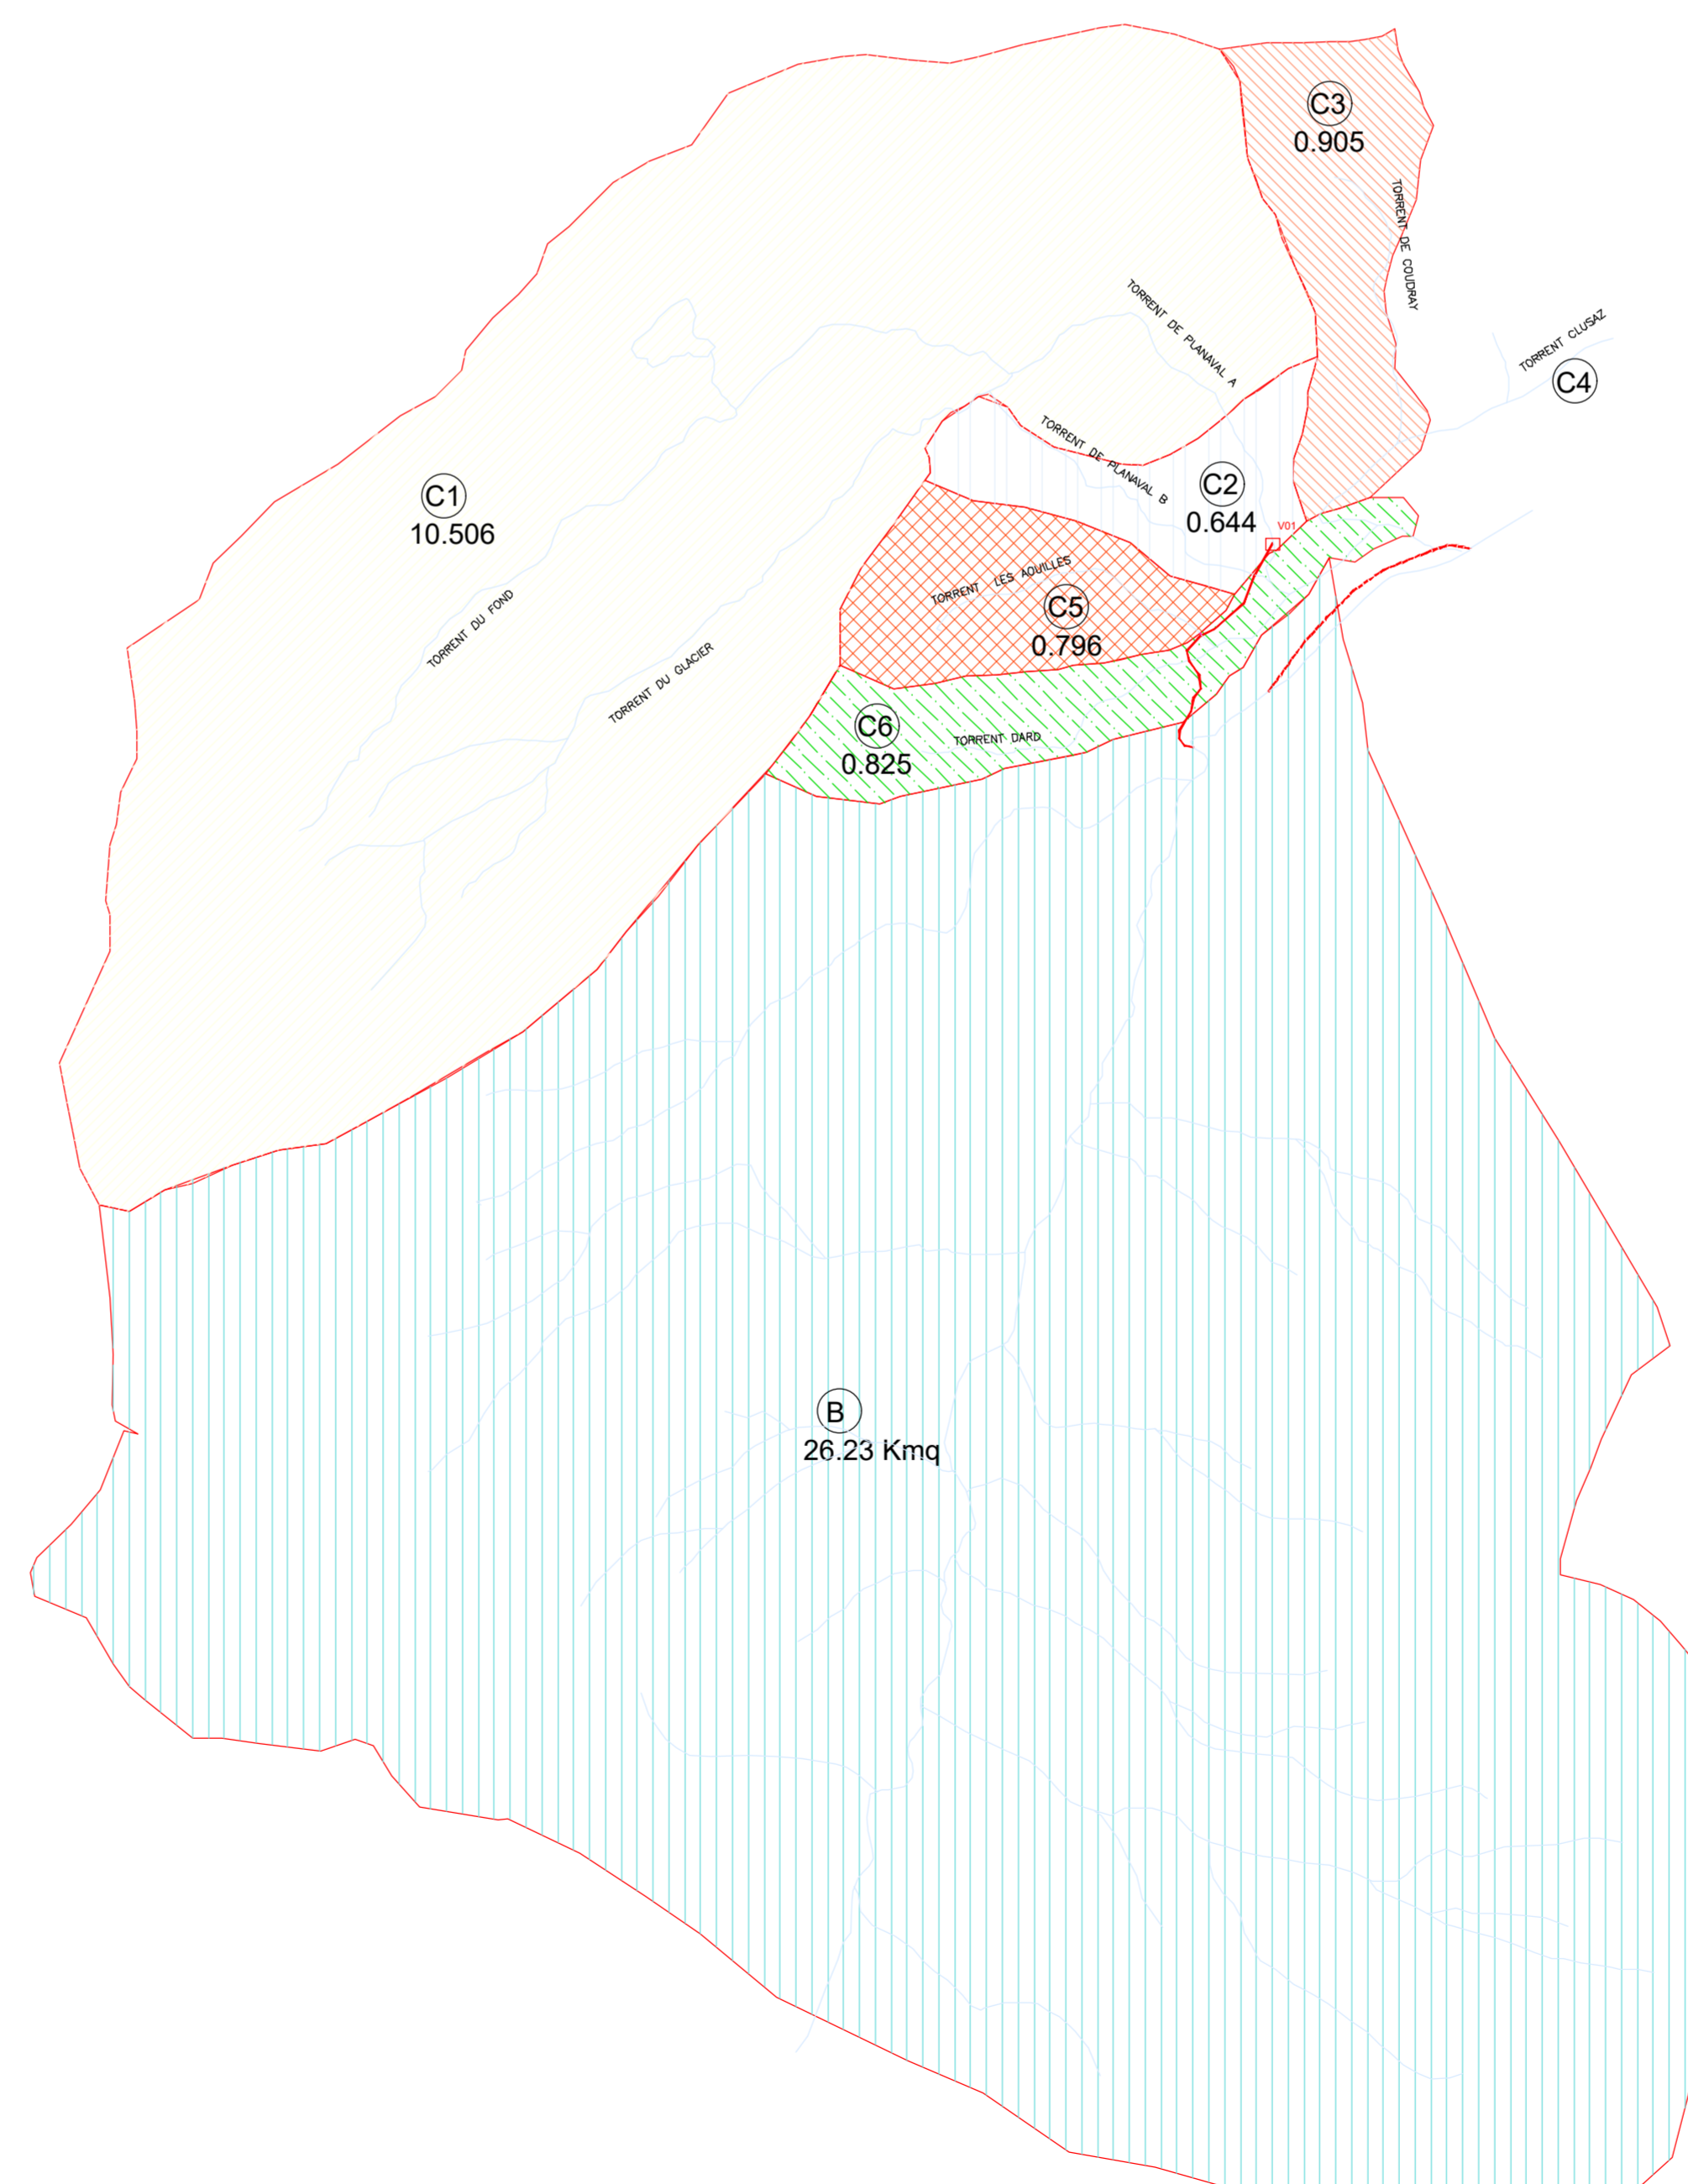 C3
0.905
TORRENT DE COUDRAY
TORRENT DE PLANAVAL A
TORRENT CLUSAZ
C4
TORRENT DE PLANAVAL B
C1
10.506
C2
0.644
V01
TORRENT LES AOUILLES
C5
0.796
TORRENT DU FOND
TORRENT DU GLACIER
C6
0.825
TORRENT DARD
B
26.23 Kmq